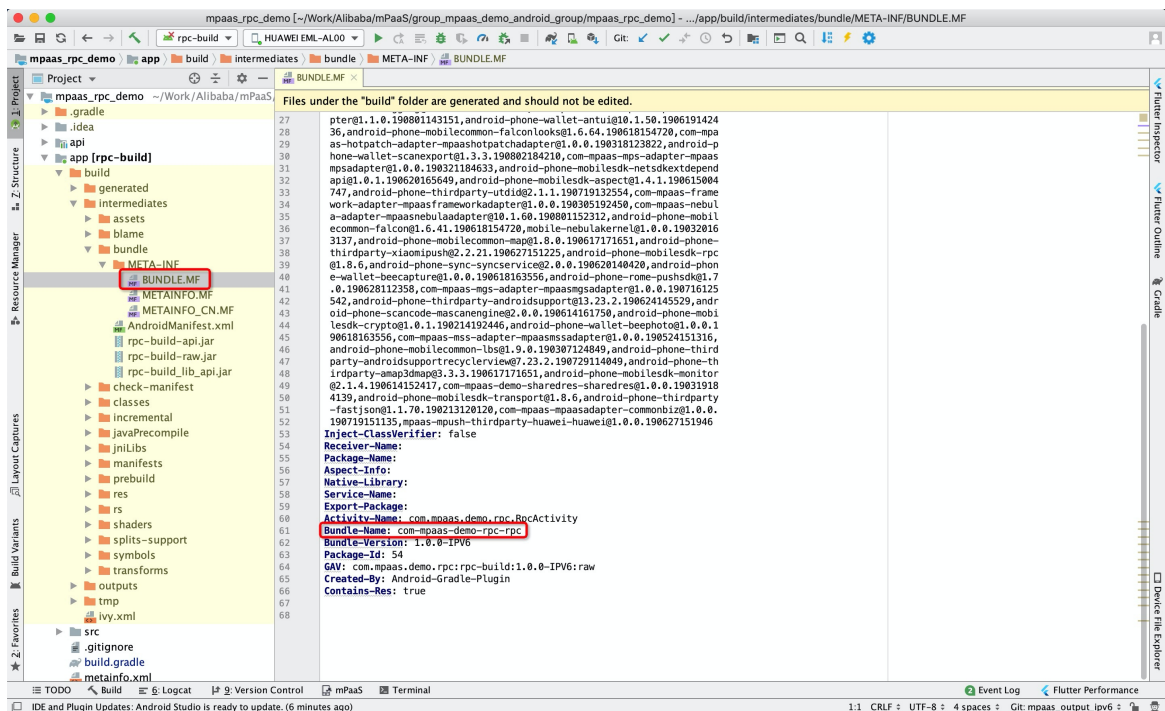 mpaas_rpc_demo [~/Work/Alibaba/mPaaS/group_mpaas_demo_android_group/mpaas_rpc_demo] - .../app/build/intermediates/bundle/META-INF/BUNDLE.MF
rpc-build
HUAWEI EML-AL00
Git:
mpaas_rpc_demo
app
build
intermediates
bundle
META-INF
BUNDLE.MF
Project
BUNDLE.MF
1: Project
Z: Structure
Resource Manager
Layout Captures
Build Variants
2: Favorites
mpaas_rpc_demo ~/Work/Alibaba/mPaaS/
.gradle
.idea
api
app [rpc-build]
build
generated
intermediates
assets
blame
bundle
META-INF
BUNDLE.MF
METAINFO.MF
METAINFO_CN.MF
AndroidManifest.xml
rpc-build-api.jar
rpc-build-raw.jar
rpc-build_lib_api.jar
check-manifest
classes
incremental
javaPrecompile
jniLibs
manifests
prebuild
res
rs
shaders
splits-support
symbols
transforms
outputs
tmp
ivy.xml
src
.gitignore
build.gradle
metainfo.xml
Files under the "build" folder are generated and should not be edited.
27 pter@1.1.0.190801143151,android-phone-wallet-antui@10.1.50.1906191424
28 36,android-phone-mobilecommon-falconlooks@1.6.64.190618154720,com-mpa
29 as-hotpatch-adapter-mpaashotpatchadapter@1.0.0.190318123822,android-p
30 hone-wallet-scanexport@1.3.3.190802184210,com-mpaas-mps-adapter-mpaas
31 mpsadapter@1.0.0.190321184633,android-phone-mobilesdk-netsdkextdepend
32 api@1.0.1.190620165649,android-phone-mobilesdk-aspect@1.4.1.190615004
33 747,android-phone-thirdparty-utdid@2.1.1.190719132554,com-mpaas-frame
34 work-adapter-mpaasframeworkadapter@1.0.0.190305192450,com-mpaas-nebul
35 a-adapter-mpaasnebulaadapter@10.1.60.190801152312,android-phone-mobil
36 ecommon-falcon@1.6.41.190618154720,mobile-nebulakernel@1.0.0.19032016
37 3137,android-phone-mobilecommon-map@1.8.0.190617171651,android-phone-
38 thirdparty-xiaomipush@2.2.21.190627151225,android-phone-mobilesdk-rpc
39 @1.8.6,android-phone-sync-syncservice@2.0.0.190620140420,android-phon
40 e-wallet-beecapture@1.0.0.190618163556,android-phone-rome-pushsdk@1.7
41 .0.190628112358,com-mpaas-mgs-adapter-mpaasmgsadapter@1.0.0.190716125
42 542,android-phone-thirdparty-androidsupport@13.23.2.190624145529,andr
43 oid-phone-scancode-mascanengine@2.0.0.190614161750,android-phone-mobi
44 lesdk-crypto@1.0.1.190214192446,android-phone-wallet-beephoto@1.0.0.1
45 90618163556,com-mpaas-mss-adapter-mpaasmssadapter@1.0.0.190524151316,
46 android-phone-mobilecommon-lbs@1.9.0.190307124849,android-phone-third
47 party-androidsupportrecyclerview@7.23.2.190729114049,android-phone-th
48 irdparty-amap3dmap@3.3.3.190617171651,android-phone-mobilesdk-monitor
49 @2.1.4.190614152417,com-mpaas-demo-sharedres-sharedres@1.0.0.19031918
50 4139,android-phone-mobilesdk-transport@1.8.6,android-phone-thirdparty
51 -fastjson@1.1.70.190213120120,com-mpaas-mpaasadapter-commonbiz@1.0.0.
52 190719151135,mpaas-mpush-thirdparty-huawei-huawei@1.0.0.190627151946
53 Inject-ClassVerifier: false
54 Receiver-Name:
55 Package-Name:
56 Aspect-Info:
57 Native-Library:
58 Service-Name:
59 Export-Package:
60 Activity-Name: com.mpaas.demo.rpc.RpcActivity
61 Bundle-Name: com-mpaas-demo-rpc-rpc
62 Bundle-Version: 1.0.0-IPV6
63 Package-Id: 54
64 GAV: com.mpaas.demo.rpc:rpc-build:1.0.0-IPV6:raw
65 Created-By: Android-Gradle-Plugin
66 Contains-Res: true
67
68
Flutter Inspector
Flutter Outline
Gradle
Device File Explorer
TODO
Build
6: Logcat
9: Version Control
mPaaS
Terminal
2 Event Log
Flutter Performance
IDE and Plugin Updates: Android Studio is ready to update. (6 minutes ago)
1:1 CRLF UTF-8 4 spaces Git: mpaas_output_ipv6